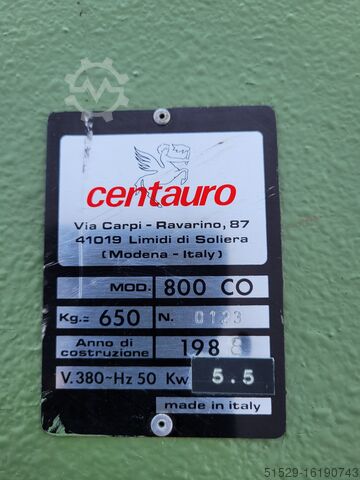 centauro
Via Carpi - Ravarino, 87
41019 Limidi di Soliera
(Modena - Italy)
MOD. 800 CO
Kg.= 650 N. 0123
Anno di
costruzione 198
V.380~Hz 50 Kw 5.5
made in italy
51529-16190743